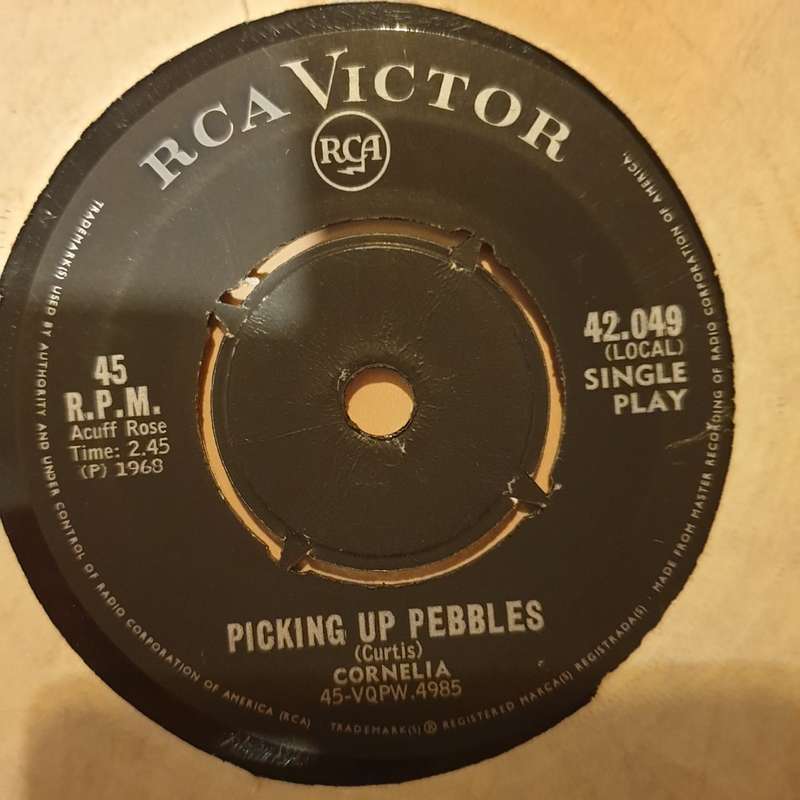 RCA VICTOR
RCA
TRADEMARK(S) USED BY AUTHORITY AND UNDER CONTROL OF RADIO CORPORATION OF AMERICA (RCA)
45
R.P.M.
Acuff Rose
Time: 2.45
(P) 1968
42.049
(LOCAL)
SINGLE
PLAY
PICKING UP PEBBLES
(Curtis)
CORNELIA
45-VQPW.4985
TRADEMARK(S) ® REGISTERED MARCA(S) REGISTRADA(S) · MADE FROM MASTER RECORDING OF RADIO CORPORATION OF AMERICA.